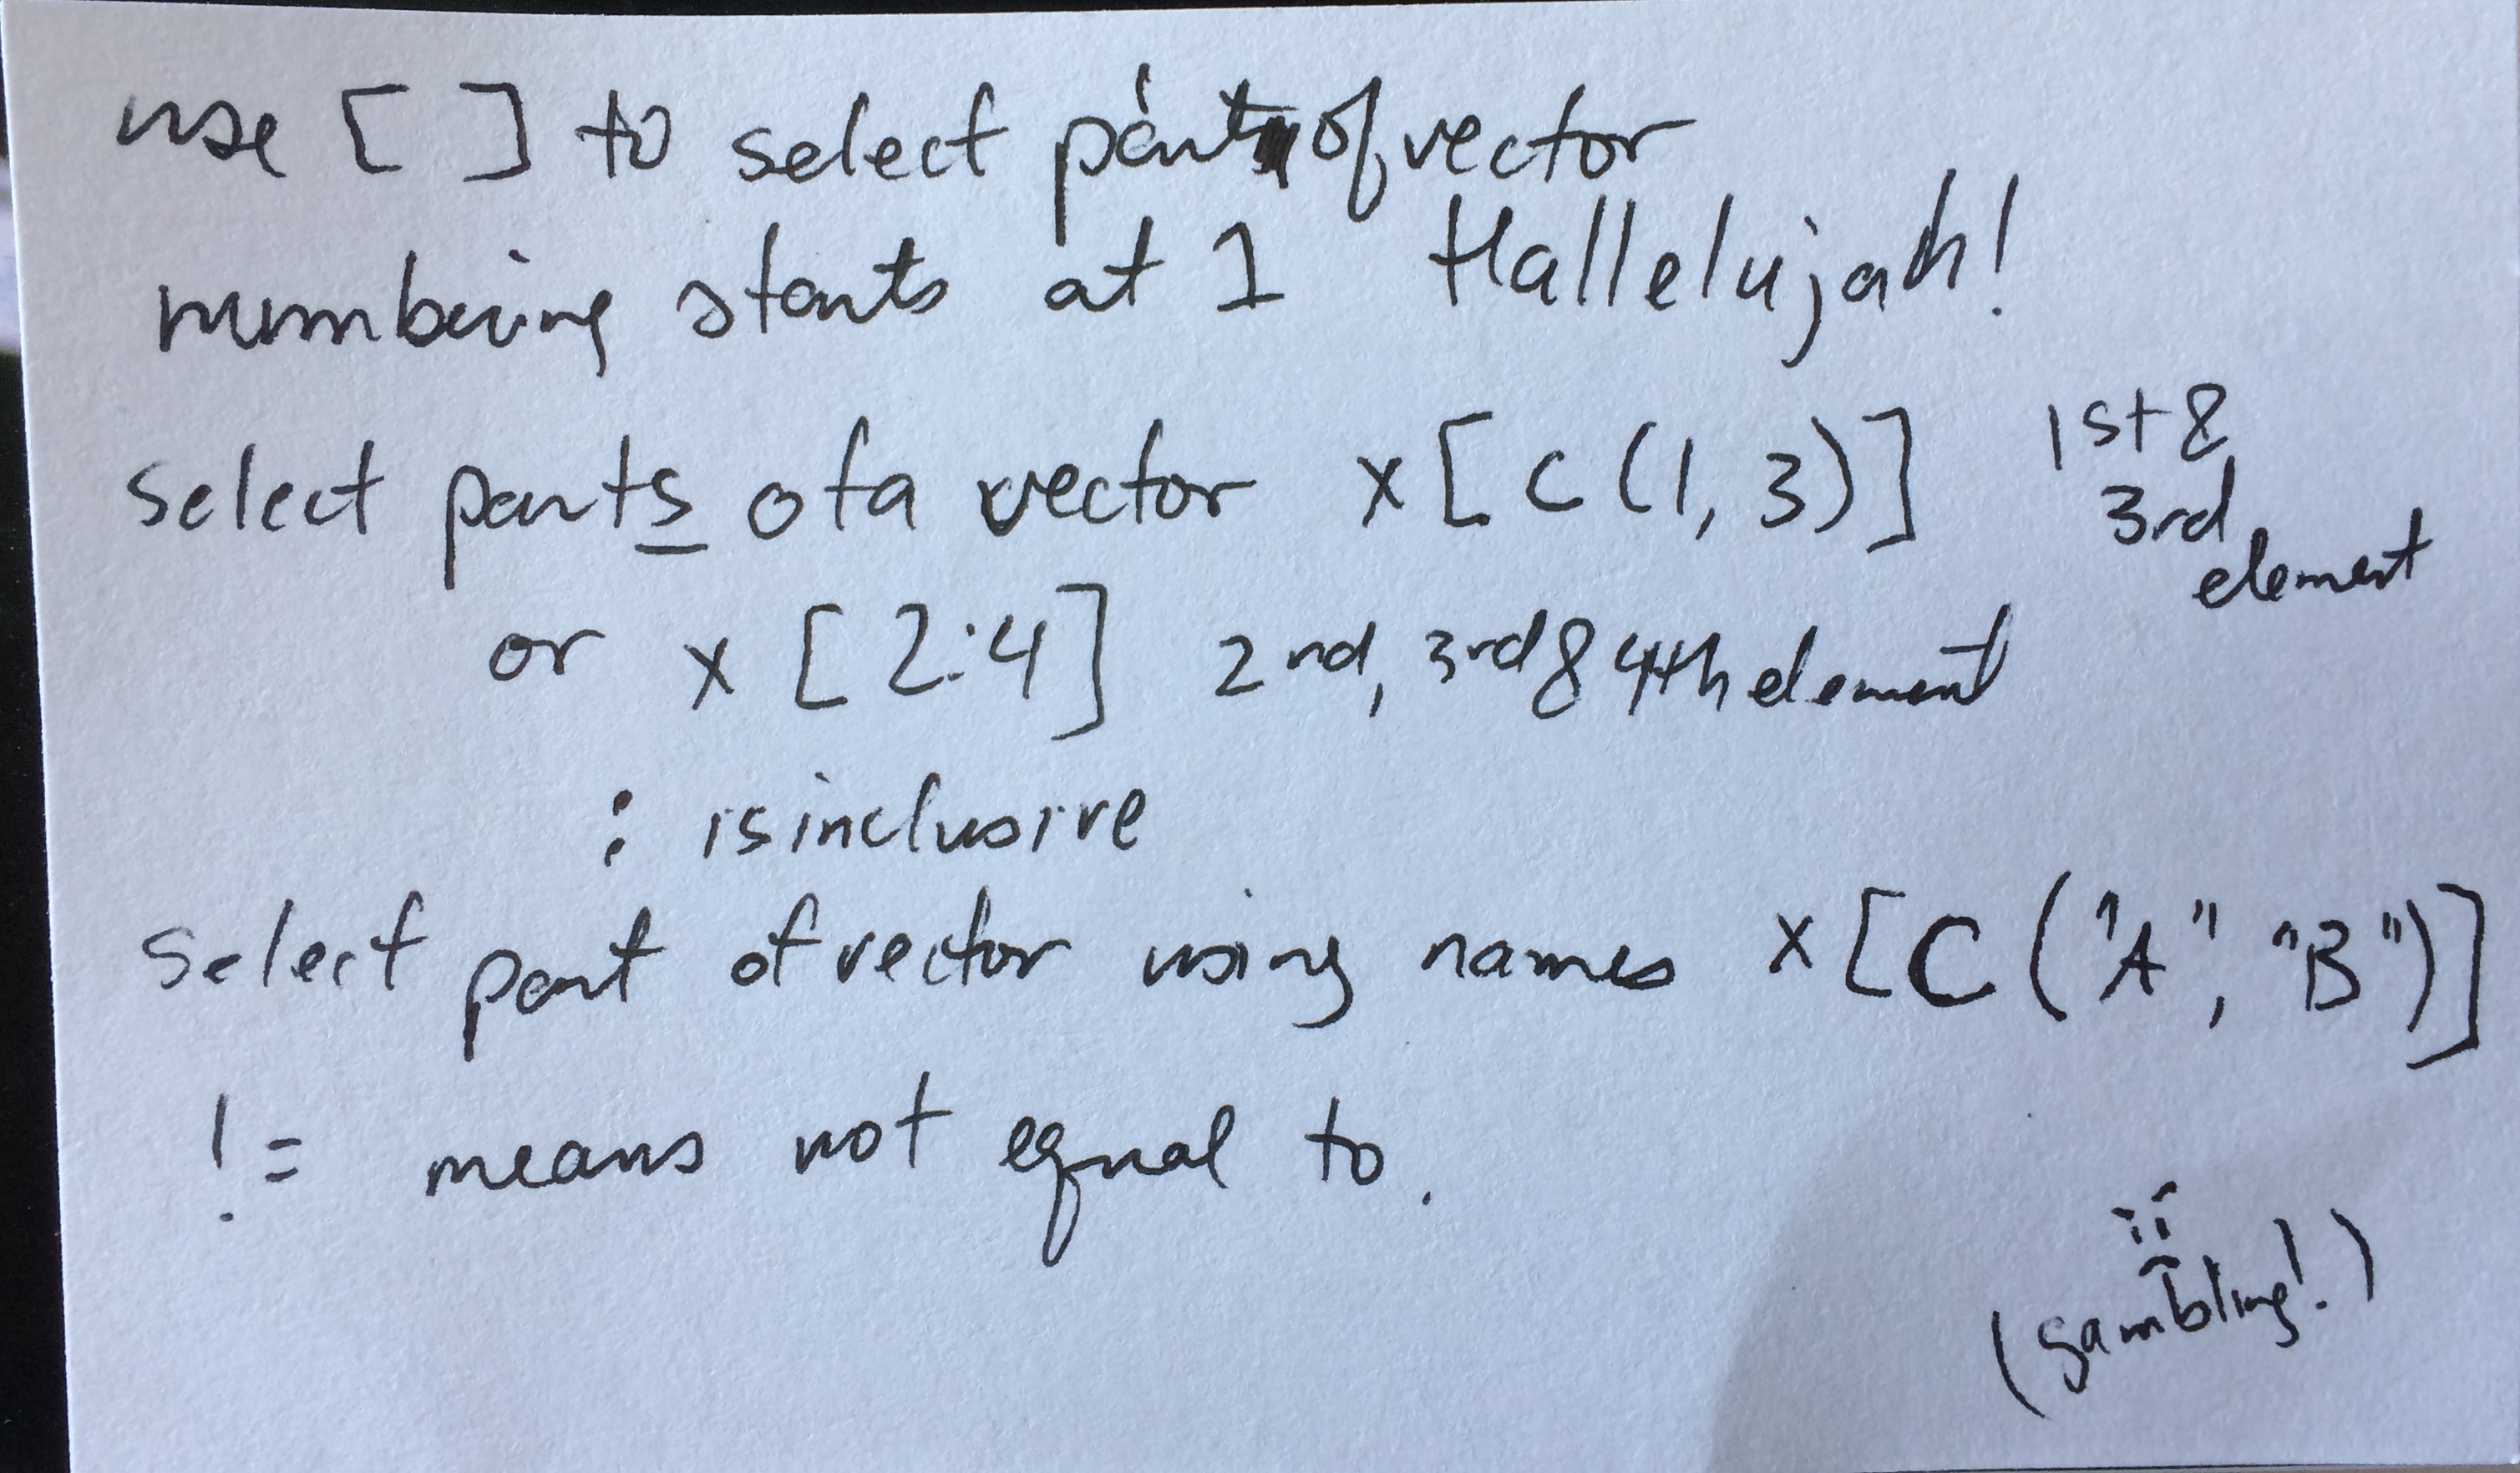 use [ ] to select part of vector
numbering starts at 1 Hallelujah!
select parts of a vector x[c(1,3)] 1st &
3rd
element
or x[2:4] 2nd, 3rd & 4th element
: is inclusive
Select part of vector using names x[C("A", "B")]
!= means not equal to.
(gambling!)